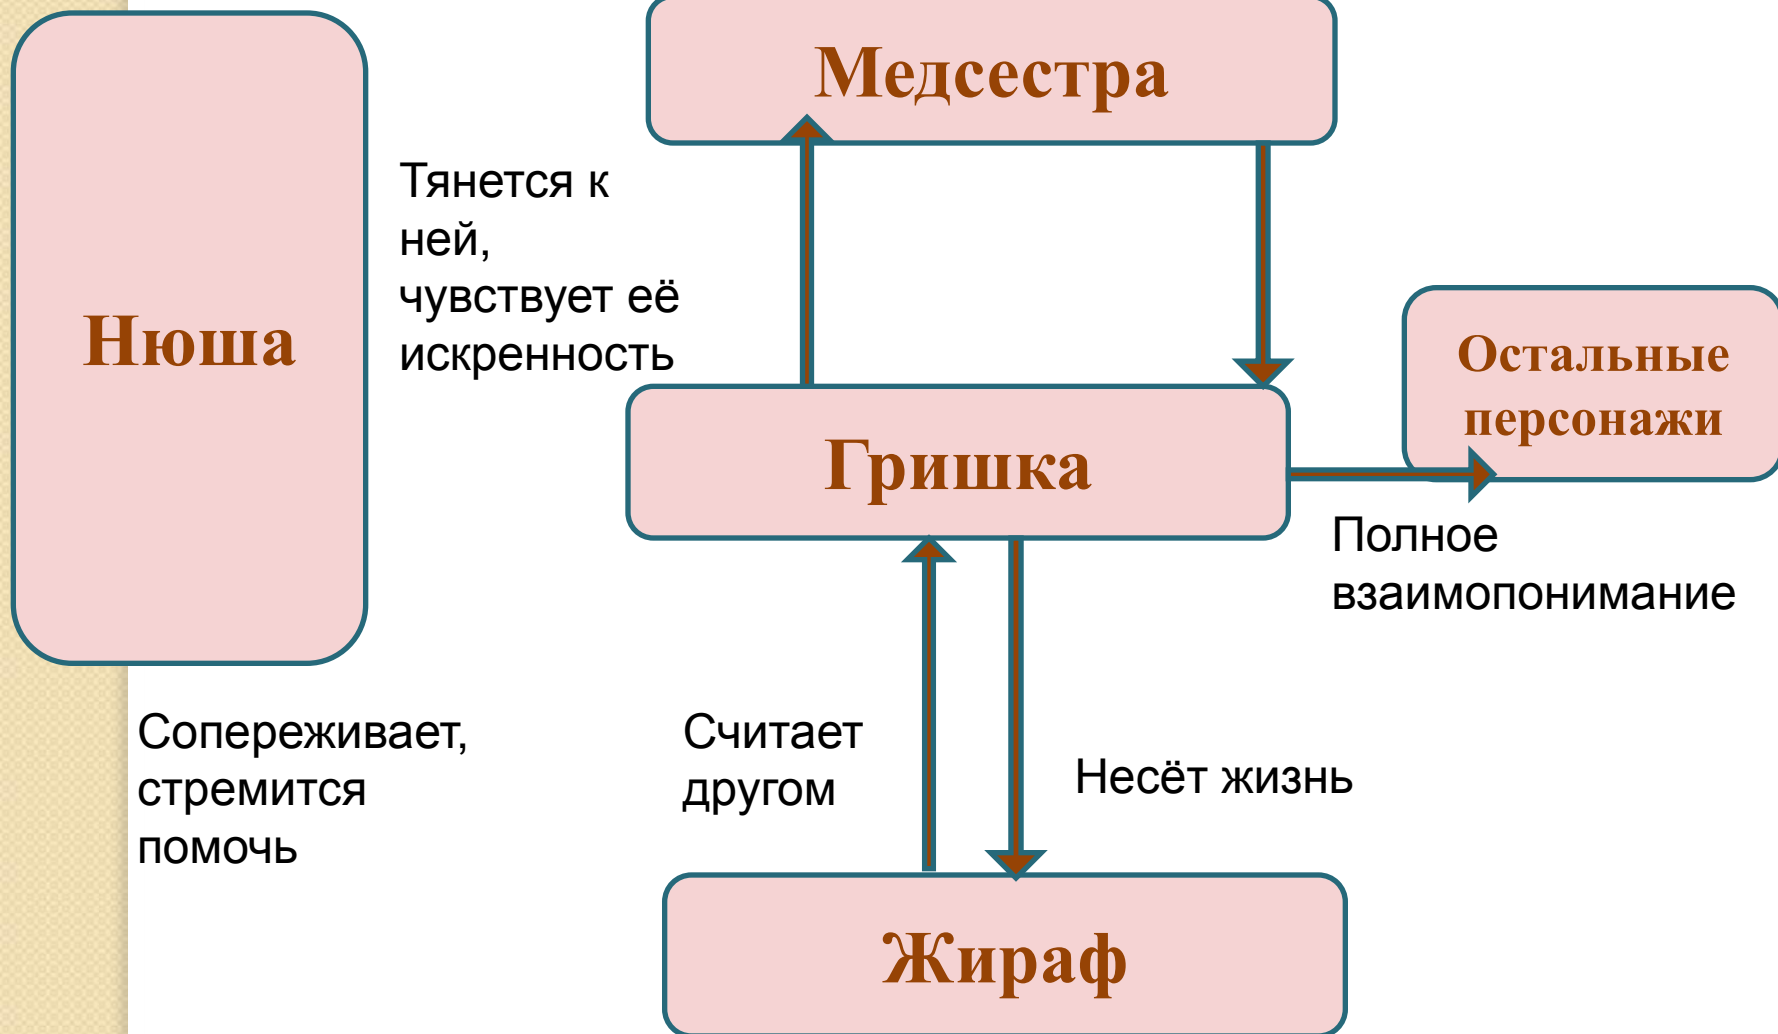 Медсестра
Тянется к
ней,
чувствует её
искренность
Нюша
Остальные
персонажи
Гришка
Полное
взаимопонимание
Сопереживает,
стремится
помочь
Считает
другом
Несёт жизнь
Жираф